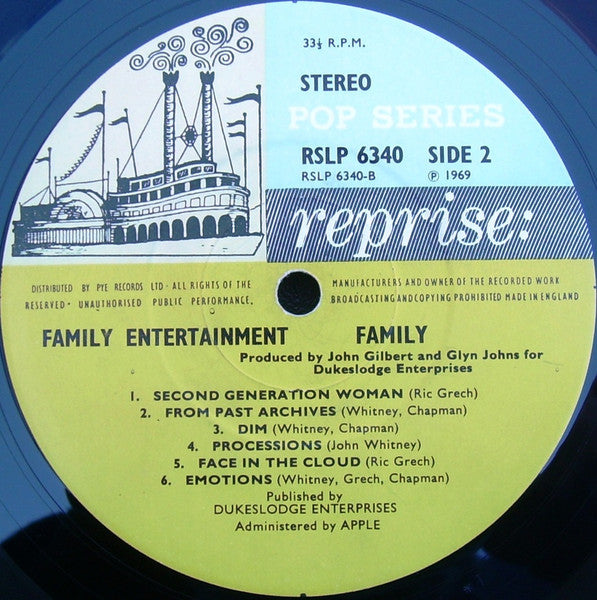 33⅓ R.P.M.
STEREO
POP SERIES
RSLP 6340 SIDE 2
RSLP 6340-B ℗ 1969
reprise:
DISTRIBUTED BY PYE RECORDS LTD · ALL RIGHTS OF THE
RESERVED · UNAUTHORISED PUBLIC PERFORMANCE,
MANUFACTURERS AND OWNER OF THE RECORDED WORK
BROADCASTING AND COPYING PROHIBITED MADE IN ENGLAND
FAMILY ENTERTAINMENT FAMILY
Produced by John Gilbert and Glyn Johns for
Dukeslodge Enterprises
1. SECOND GENERATION WOMAN (Ric Grech)
2. FROM PAST ARCHIVES (Whitney, Chapman)
3. DIM (Whitney, Chapman)
4. PROCESSIONS (John Whitney)
5. FACE IN THE CLOUD (Ric Grech)
6. EMOTIONS (Whitney, Grech, Chapman)
Published by
DUKESLODGE ENTERPRISES
Administered by APPLE